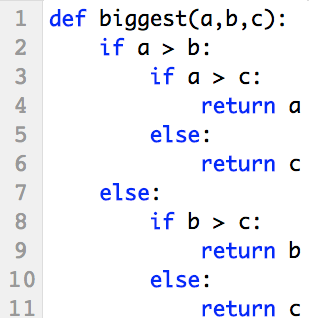 1 def biggest(a,b,c):
2     if a > b:
3         if a > c:
4             return a
5         else:
6             return c
7     else:
8         if b > c:
9             return b
10         else:
11             return c